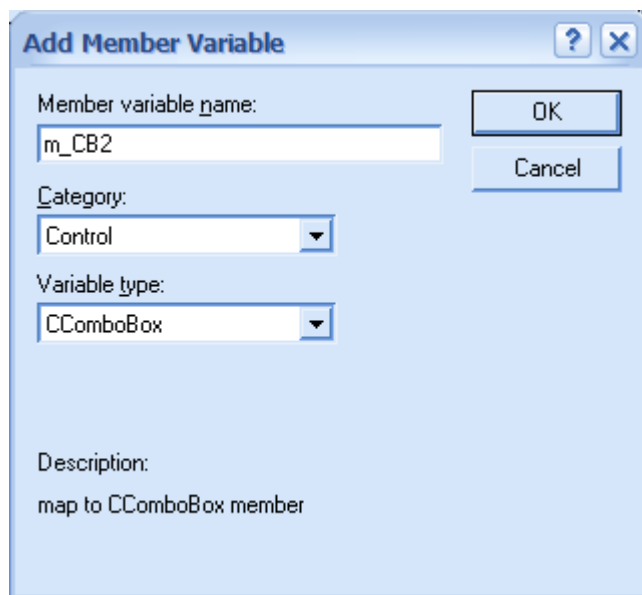 Add Member Variable
Member variable name:
m_CB2
OK
Cancel
Category:
Control
Variable type:
CComboBox
Description:
map to CComboBox member